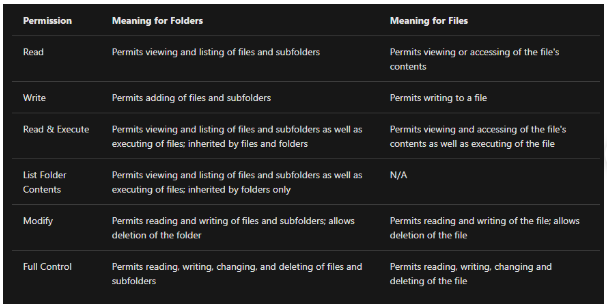 Permission Meaning for Folders Meaning for Files
Read Permits viewing and listing of files and subfolders Permits viewing or accessing of the file's
contents
Write Permits adding of files and subfolders Permits writing to a file
Read & Execute Permits viewing and listing of files and subfolders as well as Permits viewing and accessing of the file's
executing of files; inherited by files and folders contents as well as executing of the file
List Folder Permits viewing and listing of files and subfolders as well as N/A
Contents executing of files; inherited by folders only
Modify Permits reading and writing of files and subfolders; allows Permits reading and writing of the file; allows
deletion of the folder deletion of the file
Full Control Permits reading, writing, changing, and deleting of files and Permits reading, writing, changing and
subfolders deleting of the file